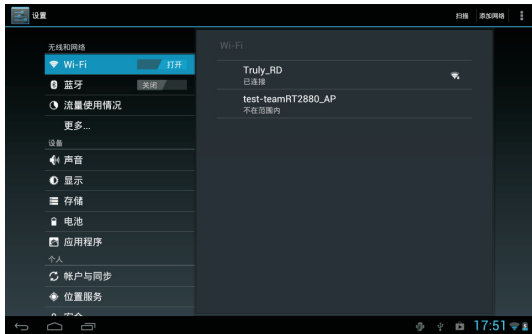 设置
扫描 添加网络
无线和网络
Wi-Fi 打开
蓝牙 关闭
流量使用情况
更多...
设备
声音
显示
存储
电池
应用程序
个人
帐户与同步
位置服务
安全
Wi-Fi
Truly_RD
已连接
test-teamRT2880_AP
不在范围内
17:51